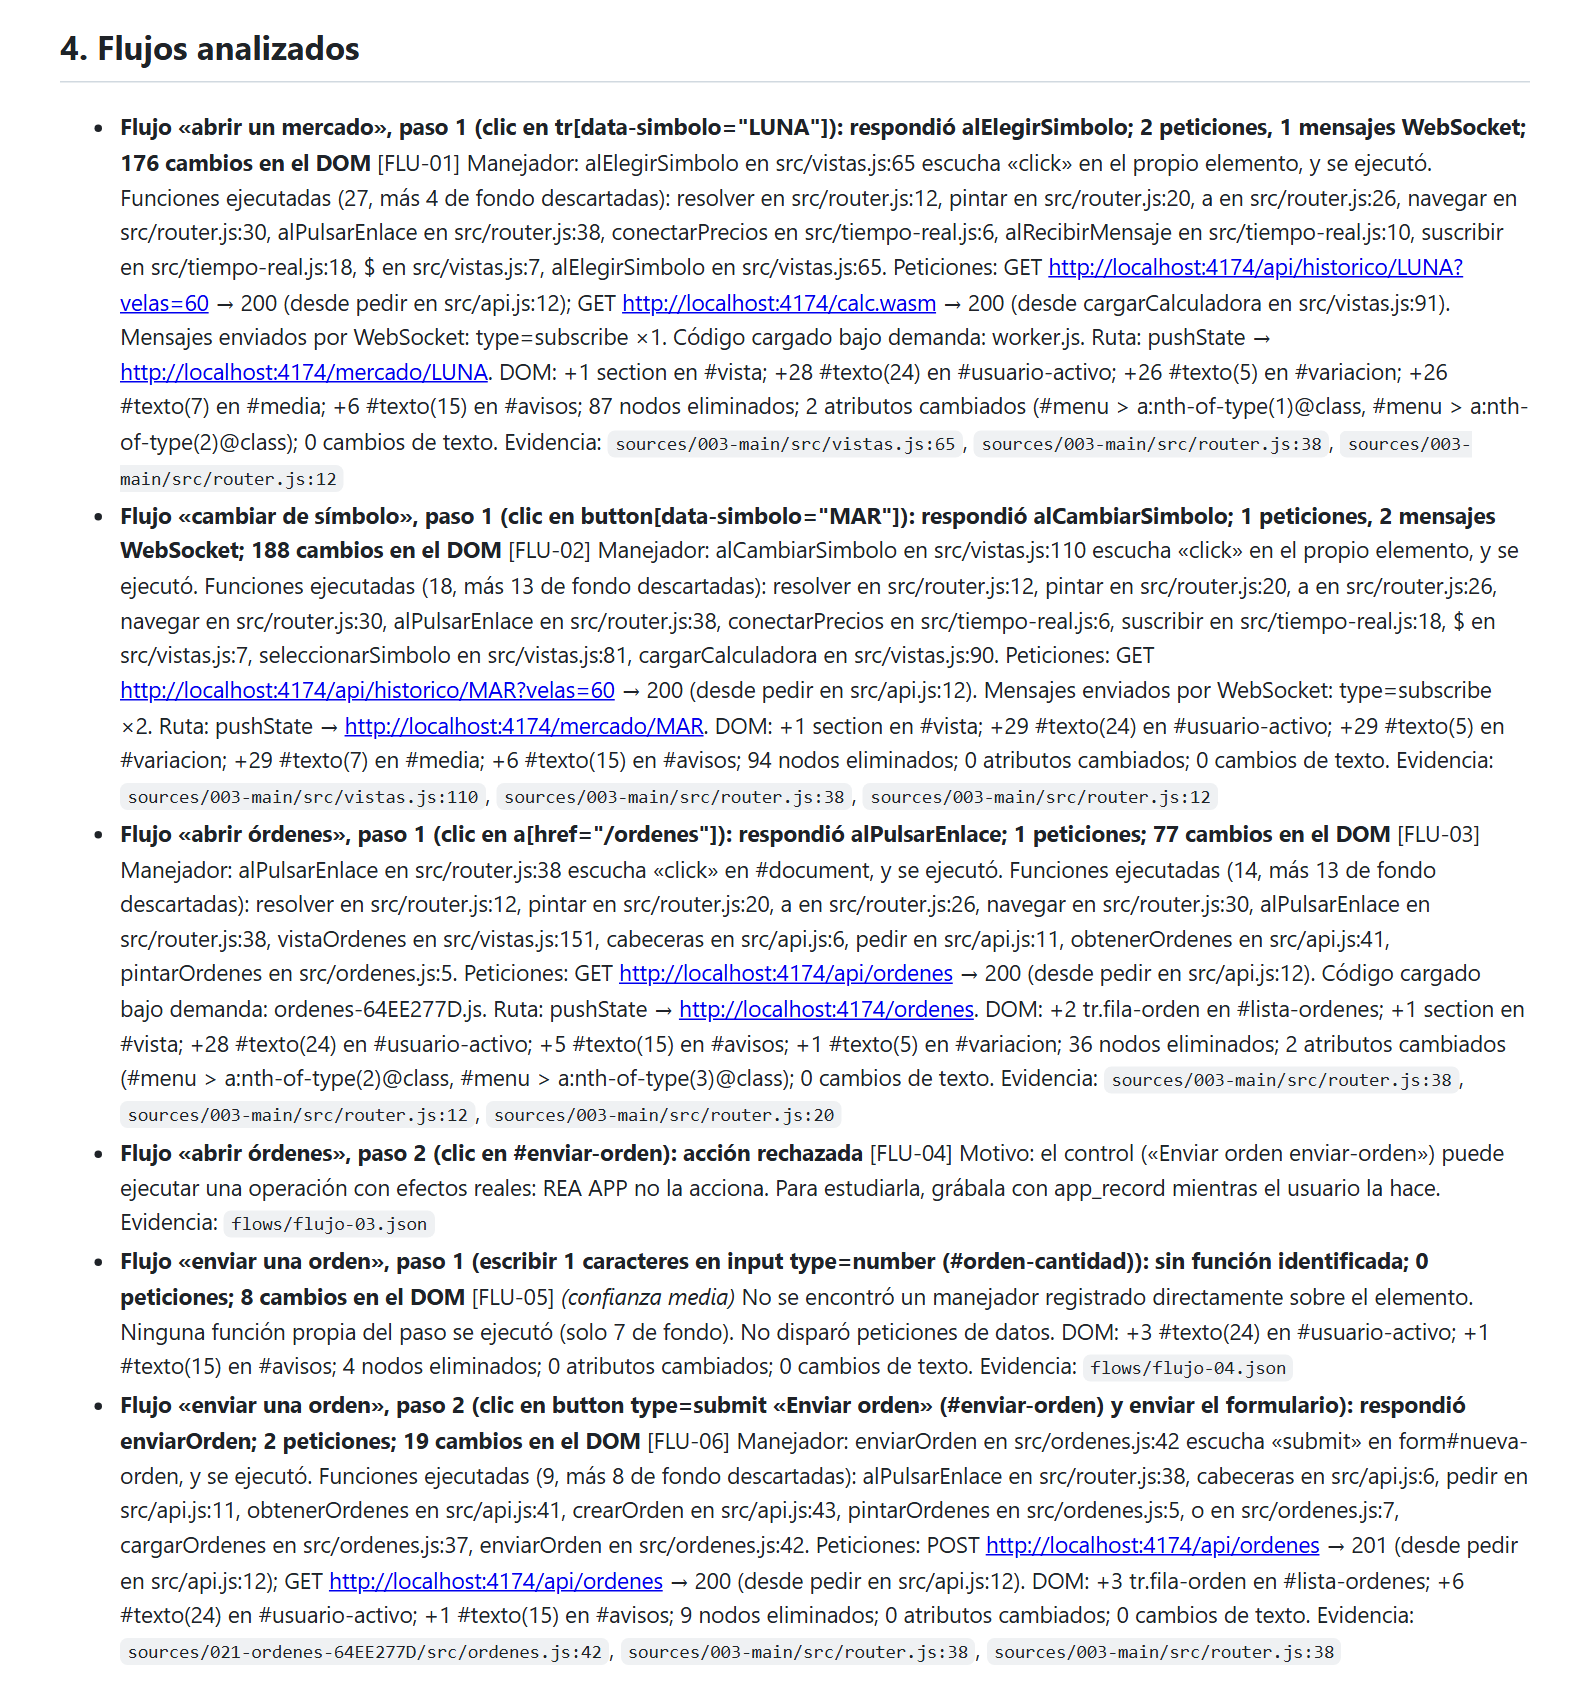 4. Flujos analizados
• Flujo «abrir un mercado», paso 1 (clic en tr[data-simbolo="LUNA"]): respondió alElegirSimbolo; 2 peticiones, 1 mensajes WebSocket;
176 cambios en el DOM [FLU-01] Manejador: alElegirSimbolo en src/vistas.js:65 escucha «click» en el propio elemento, y se ejecutó.
Funciones ejecutadas (27, más 4 de fondo descartadas): resolver en src/router.js:12, pintar en src/router.js:20, a en src/router.js:26, navegar en
src/router.js:30, alPulsarEnlace en src/router.js:38, conectarPrecios en src/tiempo-real.js:6, alRecibirMensaje en src/tiempo-real.js:10, suscribir
en src/tiempo-real.js:18, $ en src/vistas.js:7, alElegirSimbolo en src/vistas.js:65. Peticiones: GET http://localhost:4174/api/historico/LUNA?
velas=60 → 200 (desde pedir en src/api.js:12); GET http://localhost:4174/calc.wasm → 200 (desde cargarCalculadora en src/vistas.js:91).
Mensajes enviados por WebSocket: type=subscribe ×1. Código cargado bajo demanda: worker.js. Ruta: pushState →
http://localhost:4174/mercado/LUNA. DOM: +1 section en #vista; +28 #texto(24) en #usuario-activo; +26 #texto(5) en #variacion; +26
#texto(7) en #media; +6 #texto(15) en #avisos; 87 nodos eliminados; 2 atributos cambiados (#menu > a:nth-of-type(1)@class, #menu > a:nth-
of-type(2)@class); 0 cambios de texto. Evidencia: sources/003-main/src/vistas.js:65, sources/003-main/src/router.js:38, sources/003-
main/src/router.js:12
• Flujo «cambiar de símbolo», paso 1 (clic en button[data-simbolo="MAR"]): respondió alCambiarSimbolo; 1 peticiones, 2 mensajes
WebSocket; 188 cambios en el DOM [FLU-02] Manejador: alCambiarSimbolo en src/vistas.js:110 escucha «click» en el propio elemento, y se
ejecutó. Funciones ejecutadas (18, más 13 de fondo descartadas): resolver en src/router.js:12, pintar en src/router.js:20, a en src/router.js:26,
navegar en src/router.js:30, alPulsarEnlace en src/router.js:38, conectarPrecios en src/tiempo-real.js:6, suscribir en src/tiempo-real.js:18, $ en
src/vistas.js:7, seleccionarSimbolo en src/vistas.js:81, cargarCalculadora en src/vistas.js:90. Peticiones: GET
http://localhost:4174/api/historico/MAR?velas=60 → 200 (desde pedir en src/api.js:12). Mensajes enviados por WebSocket: type=subscribe
×2. Ruta: pushState → http://localhost:4174/mercado/MAR. DOM: +1 section en #vista; +29 #texto(24) en #usuario-activo; +29 #texto(5) en
#variacion; +29 #texto(7) en #media; +6 #texto(15) en #avisos; 94 nodos eliminados; 0 atributos cambiados; 0 cambios de texto. Evidencia:
sources/003-main/src/vistas.js:110, sources/003-main/src/router.js:38, sources/003-main/src/router.js:12
• Flujo «abrir órdenes», paso 1 (clic en a[href="/ordenes"]): respondió alPulsarEnlace; 1 peticiones; 77 cambios en el DOM [FLU-03]
Manejador: alPulsarEnlace en src/router.js:38 escucha «click» en #document, y se ejecutó. Funciones ejecutadas (14, más 13 de fondo
descartadas): resolver en src/router.js:12, pintar en src/router.js:20, a en src/router.js:26, navegar en src/router.js:30, alPulsarEnlace en
src/router.js:38, vistaOrdenes en src/vistas.js:151, cabeceras en src/api.js:6, pedir en src/api.js:11, obtenerOrdenes en src/api.js:41,
pintarOrdenes en src/ordenes.js:5. Peticiones: GET http://localhost:4174/api/ordenes → 200 (desde pedir en src/api.js:12). Código cargado
bajo demanda: ordenes-64EE277D.js. Ruta: pushState → http://localhost:4174/ordenes. DOM: +2 tr.fila-orden en #lista-ordenes; +1 section en
#vista; +28 #texto(24) en #usuario-activo; +5 #texto(15) en #avisos; +1 #texto(5) en #variacion; 36 nodos eliminados; 2 atributos cambiados
(#menu > a:nth-of-type(2)@class, #menu > a:nth-of-type(3)@class); 0 cambios de texto. Evidencia: sources/003-main/src/router.js:38,
sources/003-main/src/router.js:12, sources/003-main/src/router.js:20
• Flujo «abrir órdenes», paso 2 (clic en #enviar-orden): acción rechazada [FLU-04] Motivo: el control («Enviar orden enviar-orden») puede
ejecutar una operación con efectos reales: REA APP no la acciona. Para estudiarla, grábala con app_record mientras el usuario la hace.
Evidencia: flows/flujo-03.json
• Flujo «enviar una orden», paso 1 (escribir 1 caracteres en input type=number (#orden-cantidad)): sin función identificada; 0
peticiones; 8 cambios en el DOM [FLU-05] (confianza media) No se encontró un manejador registrado directamente sobre el elemento.
Ninguna función propia del paso se ejecutó (solo 7 de fondo). No disparó peticiones de datos. DOM: +3 #texto(24) en #usuario-activo; +1
#texto(15) en #avisos; 4 nodos eliminados; 0 atributos cambiados; 0 cambios de texto. Evidencia: flows/flujo-04.json
• Flujo «enviar una orden», paso 2 (clic en button type=submit «Enviar orden» (#enviar-orden) y enviar el formulario): respondió
enviarOrden; 2 peticiones; 19 cambios en el DOM [FLU-06] Manejador: enviarOrden en src/ordenes.js:42 escucha «submit» en form#nueva-
orden, y se ejecutó. Funciones ejecutadas (9, más 8 de fondo descartadas): alPulsarEnlace en src/router.js:38, cabeceras en src/api.js:6, pedir en
src/api.js:11, obtenerOrdenes en src/api.js:41, crearOrden en src/api.js:43, pintarOrdenes en src/ordenes.js:5, o en src/ordenes.js:7,
cargarOrdenes en src/ordenes.js:37, enviarOrden en src/ordenes.js:42. Peticiones: POST http://localhost:4174/api/ordenes → 201 (desde pedir
en src/api.js:12); GET http://localhost:4174/api/ordenes → 200 (desde pedir en src/api.js:12). DOM: +3 tr.fila-orden en #lista-ordenes; +6
#texto(24) en #usuario-activo; +1 #texto(15) en #avisos; 9 nodos eliminados; 0 atributos cambiados; 0 cambios de texto. Evidencia:
sources/021-ordenes-64EE277D/src/ordenes.js:42, sources/003-main/src/router.js:38, sources/003-main/src/router.js:38